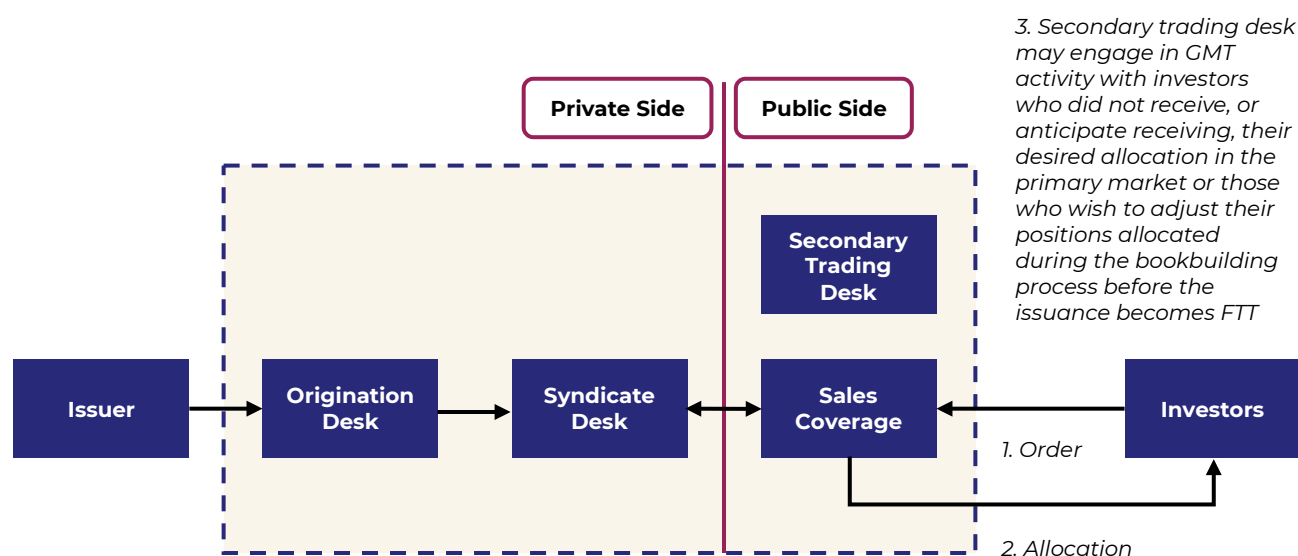 3. Secondary trading desk
may engage in GMT
activity with investors
who did not receive, or
anticipate receiving, their
desired allocation in the
primary market or those
who wish to adjust their
positions allocated
during the bookbuilding
process before the
issuance becomes FTT
Private Side
Public Side
Secondary
Trading
Desk
Issuer
Origination
Desk
Syndicate
Desk
Sales
Coverage
Investors
1. Order
2. Allocation